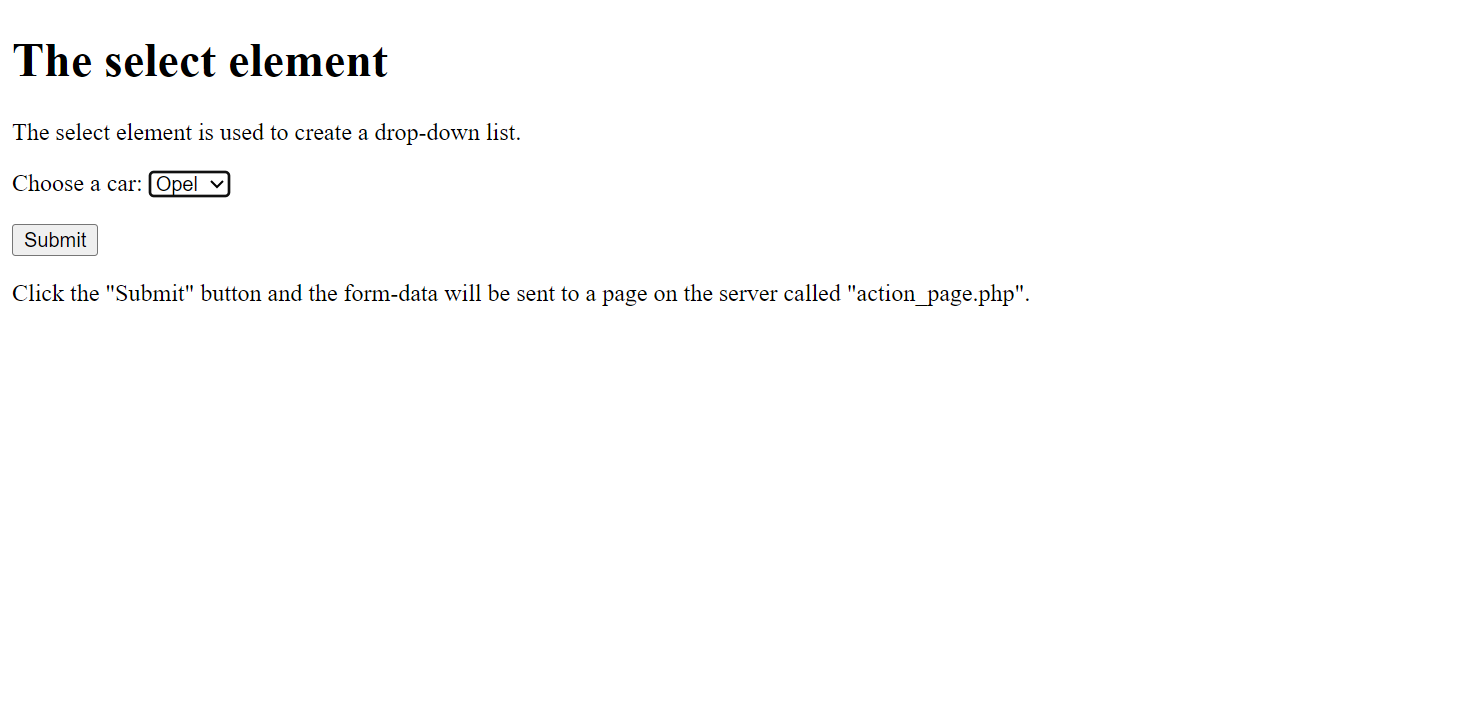 The select element
The select element is used to create a drop-down list.
Choose a car: Opel
Submit
Click the "Submit" button and the form-data will be sent to a page on the server called "action_page.php".